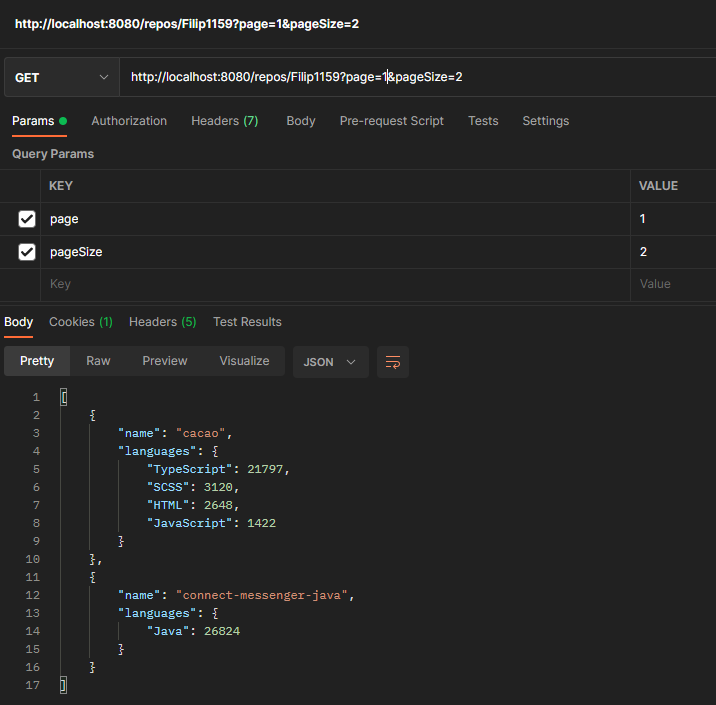 http://localhost:8080/repos/Filip1159?page=1&pageSize=2
GET http://localhost:8080/repos/Filip1159?page=1&pageSize=2
Params Authorization Headers (7) Body Pre-request Script Tests Settings
Query Params
KEY VALUE
page 1
pageSize 2
Key Value
Body Cookies (1) Headers (5) Test Results
Pretty Raw Preview Visualize JSON
1 [
2 {
3 "name": "cacao",
4 "languages": {
5 "TypeScript": 21797,
6 "SCSS": 3120,
7 "HTML": 2648,
8 "JavaScript": 1422
9 }
10 },
11 {
12 "name": "connect-messenger-java",
13 "languages": {
14 "Java": 26824
15 }
16 }
17 ]